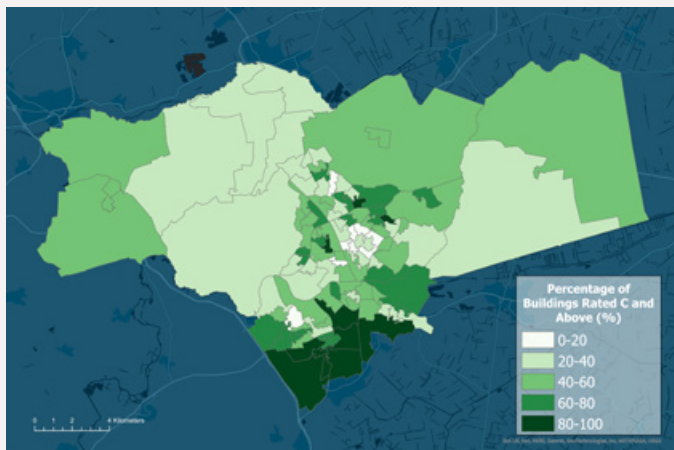 Percentage of
Buildings Rated C and
Above (%)
0-20
20-40
40-60
60-80
80-100
0 1 2 4 Kilometers